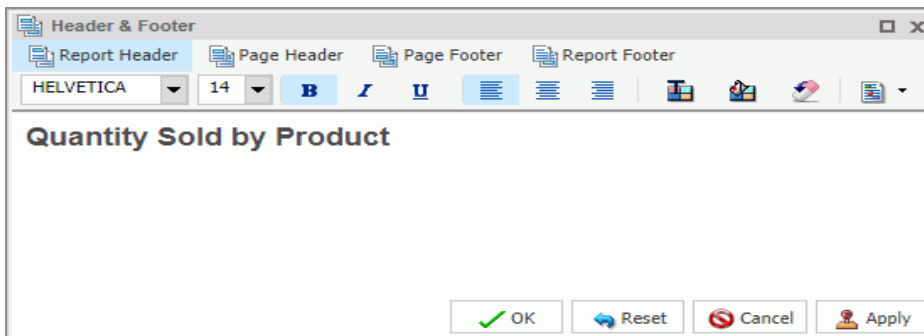 Header & Footer
Report Header Page Header Page Footer Report Footer
HELVETICA 14 B I U
Quantity Sold by Product
OK Reset Cancel Apply